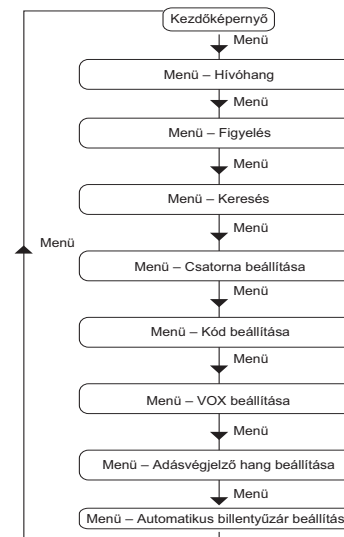 Kezdőképernyő
Menü
Menü – Hívóhang
Menü
Menü – Figyelés
Menü
Menü – Keresés
Menü
Menü
Menü – Csatorna beállítása
Menü
Menü – Kód beállítása
Menü
Menü – VOX beállítása
Menü
Menü – Adásvégjelző hang beállítása
Menü
Menü – Automatikus billentyűzár beállítás